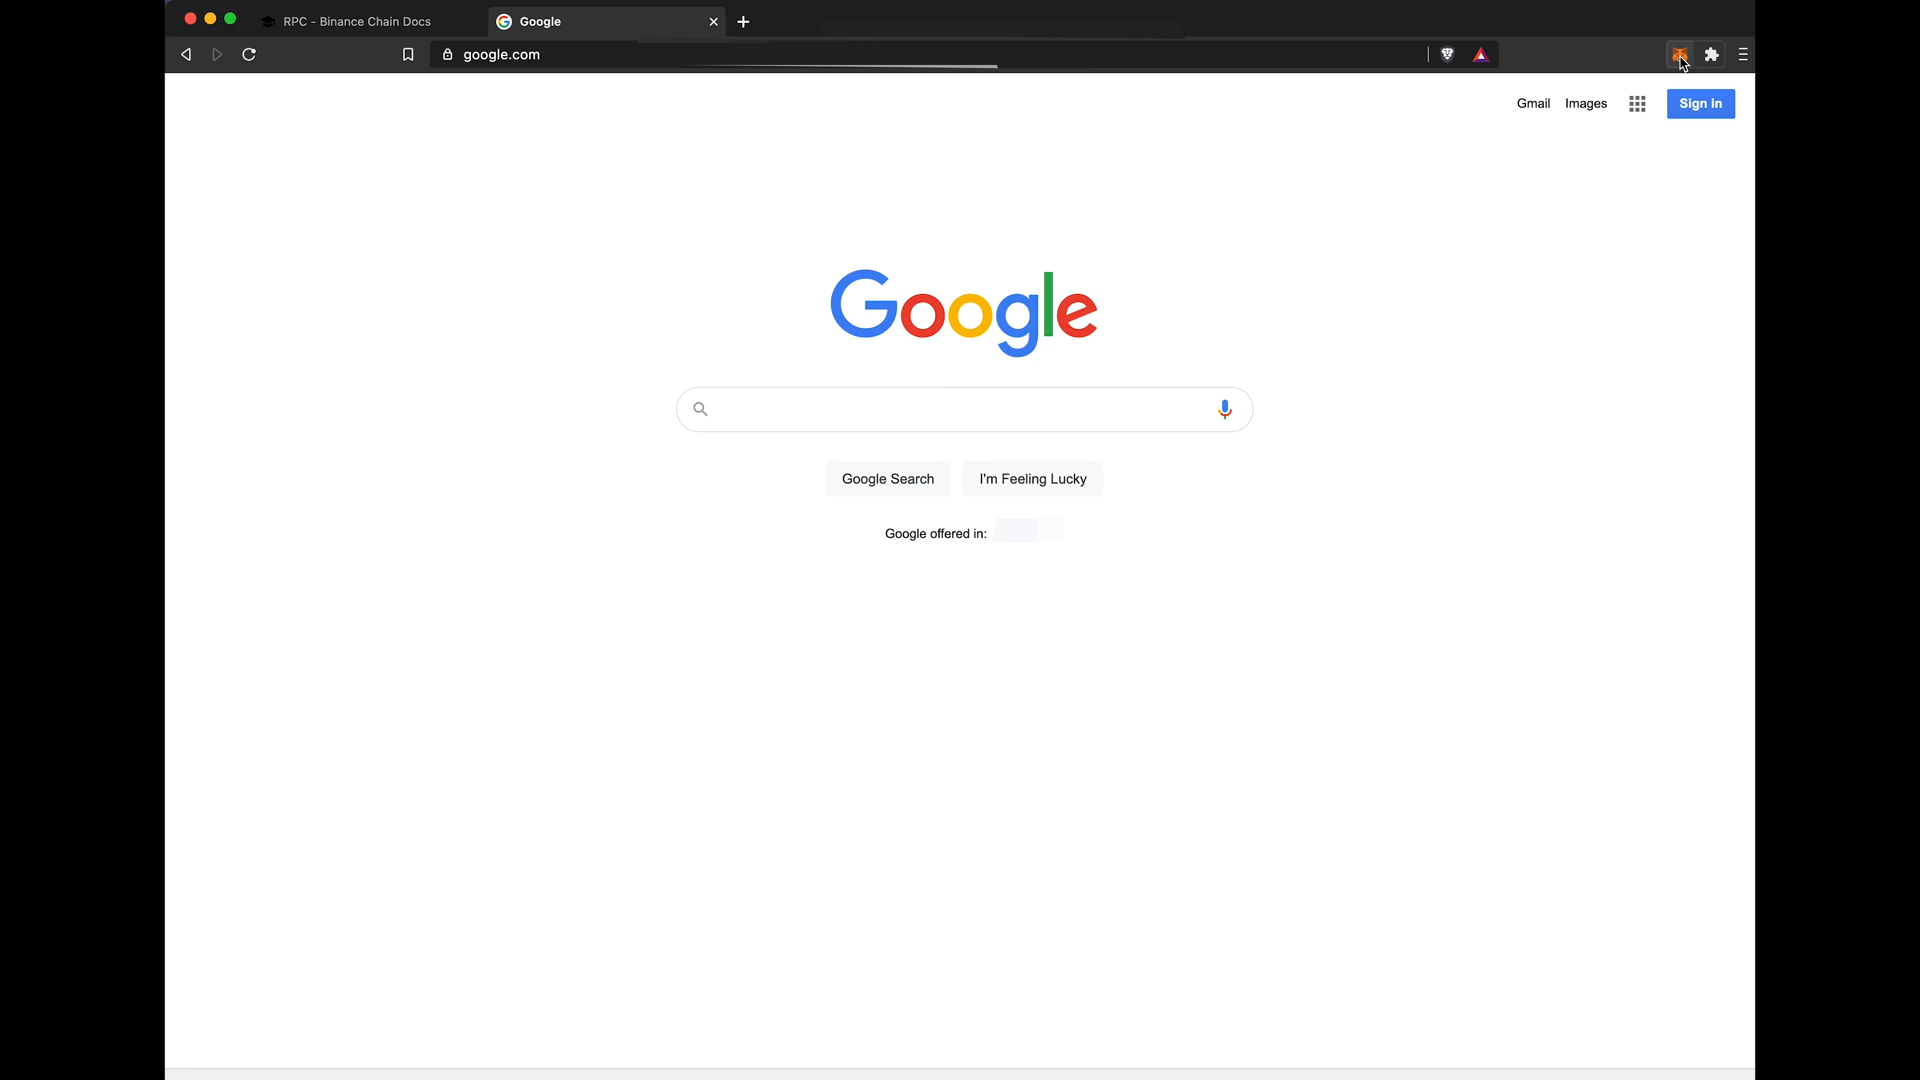 RPC - Binance Chain Docs
Google
google.com
Gmail
Images
Sign in
Google
Google Search
I'm Feeling Lucky
Google offered in: